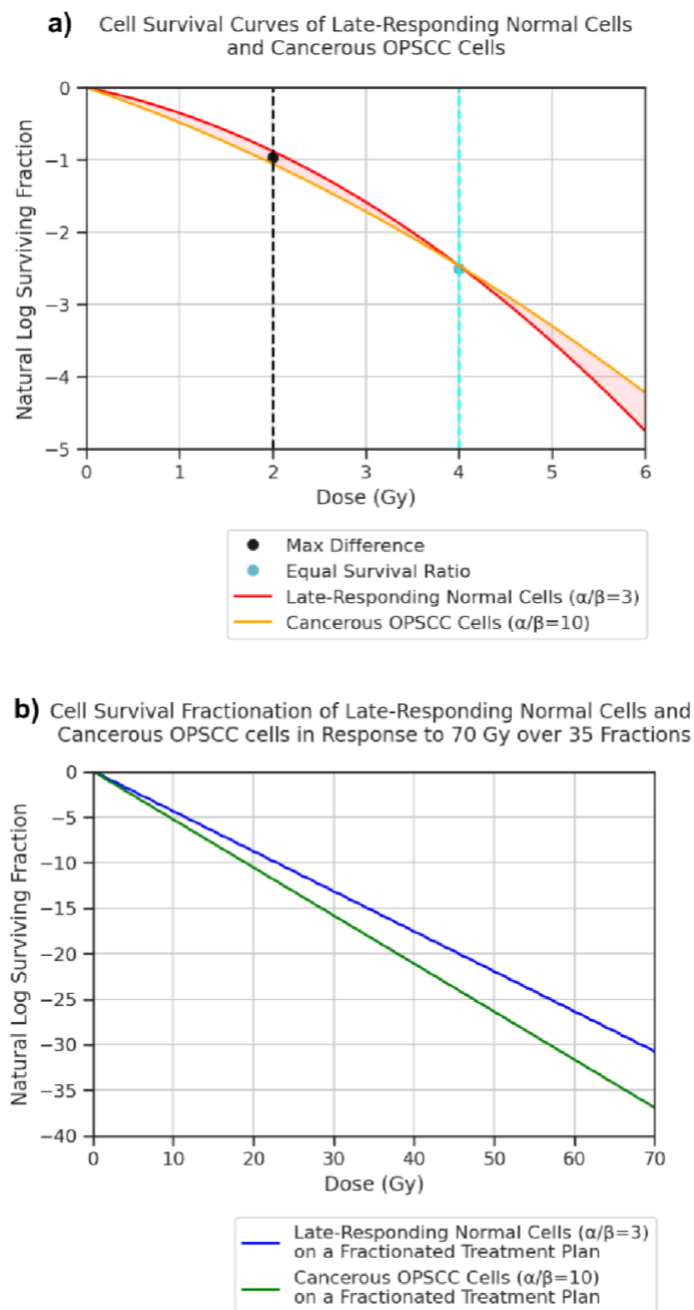 a) Cell Survival Curves of Late-Responding Normal Cells
and Cancerous OPSCC Cells
Natural Log Surviving Fraction
0
−1
−2
−3
−4
−5
0 1 2 3 4 5 6
Dose (Gy)
Max Difference
Equal Survival Ratio
Late-Responding Normal Cells (α/β=3)
Cancerous OPSCC Cells (α/β=10)
b) Cell Survival Fractionation of Late-Responding Normal Cells and
Cancerous OPSCC cells in Response to 70 Gy over 35 Fractions
Natural Log Surviving Fraction
0
−5
−10
−15
−20
−25
−30
−35
−40
0 10 20 30 40 50 60 70
Dose (Gy)
Late-Responding Normal Cells (α/β=3)
on a Fractionated Treatment Plan
Cancerous OPSCC Cells (α/β=10)
on a Fractionated Treatment Plan